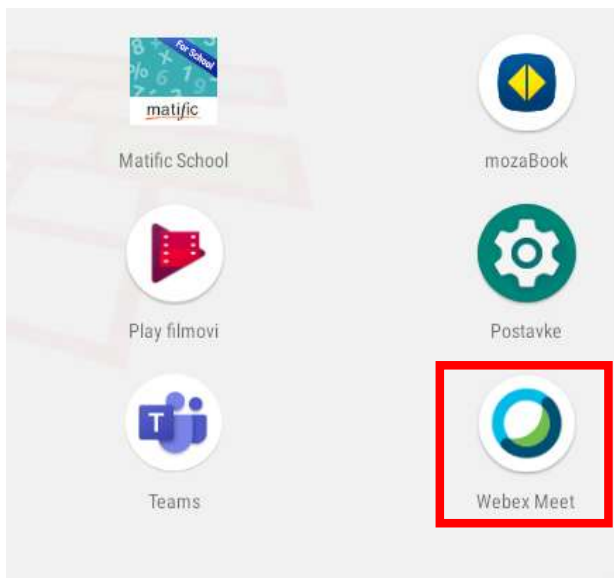 For School
matific
Matific School
mozaBook
Play filmovi
Postavke
T
Teams
Webex Meet